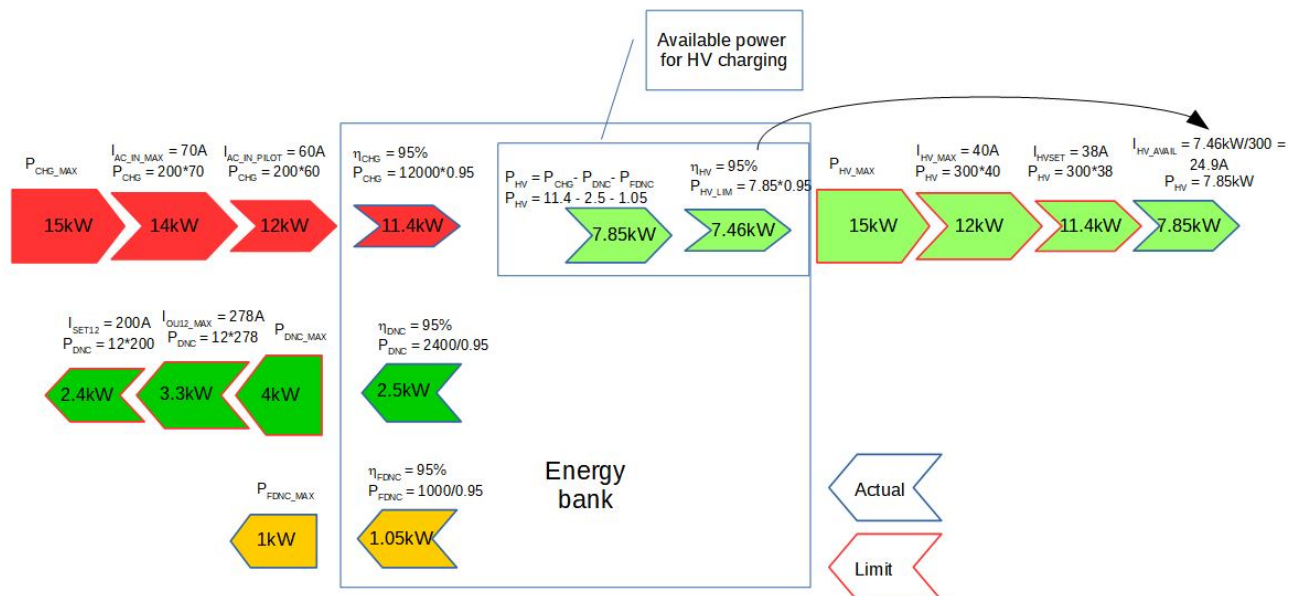 Available power
for HV charging
P_CHG_MAX
I_AC_IN_MAX = 70A
P_CHG = 200*70
I_AC_IN_PILOT = 60A
P_CHG = 200*60
η_CHG = 95%
P_CHG = 12000*0.95
P_HV = P_CHG- P_DNC- P_FDNC
P_HV = 11.4 - 2.5 - 1.05
η_HV = 95%
P_HV_LIM = 7.85*0.95
P_HV_MAX
I_HV_MAX = 40A
P_HV = 300*40
I_HVSET = 38A
P_HV = 300*38
I_HV_AVAIL = 7.46kW/300 =
24.9A
P_HV = 7.85kW
15kW
14kW
12kW
11.4kW
7.85kW
7.46kW
15kW
12kW
11.4kW
7.85kW
I_SET12 = 200A
P_DNC = 12*200
I_OU12_MAX = 278A
P_DNC = 12*278
P_DNC_MAX
η_DNC = 95%
P_DNC = 2400/0.95
2.4kW
3.3kW
4kW
2.5kW
P_FDNC_MAX
η_FDNC = 95%
P_FDNC = 1000/0.95
1kW
1.05kW
Energy
bank
Actual
Limit